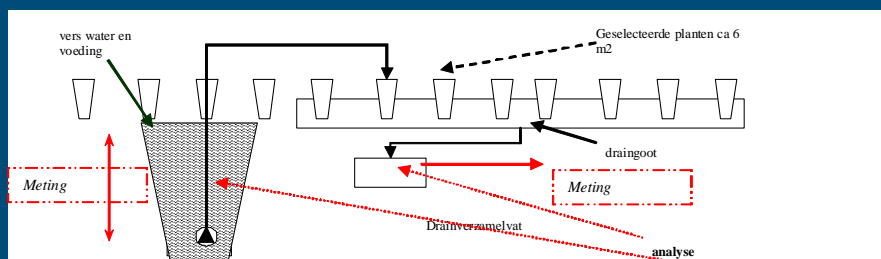 vers water en
voeding
Geselecteerde planten ca 6
m2
draingoot
Meting
Meting
Drainverzamelvat
analyse